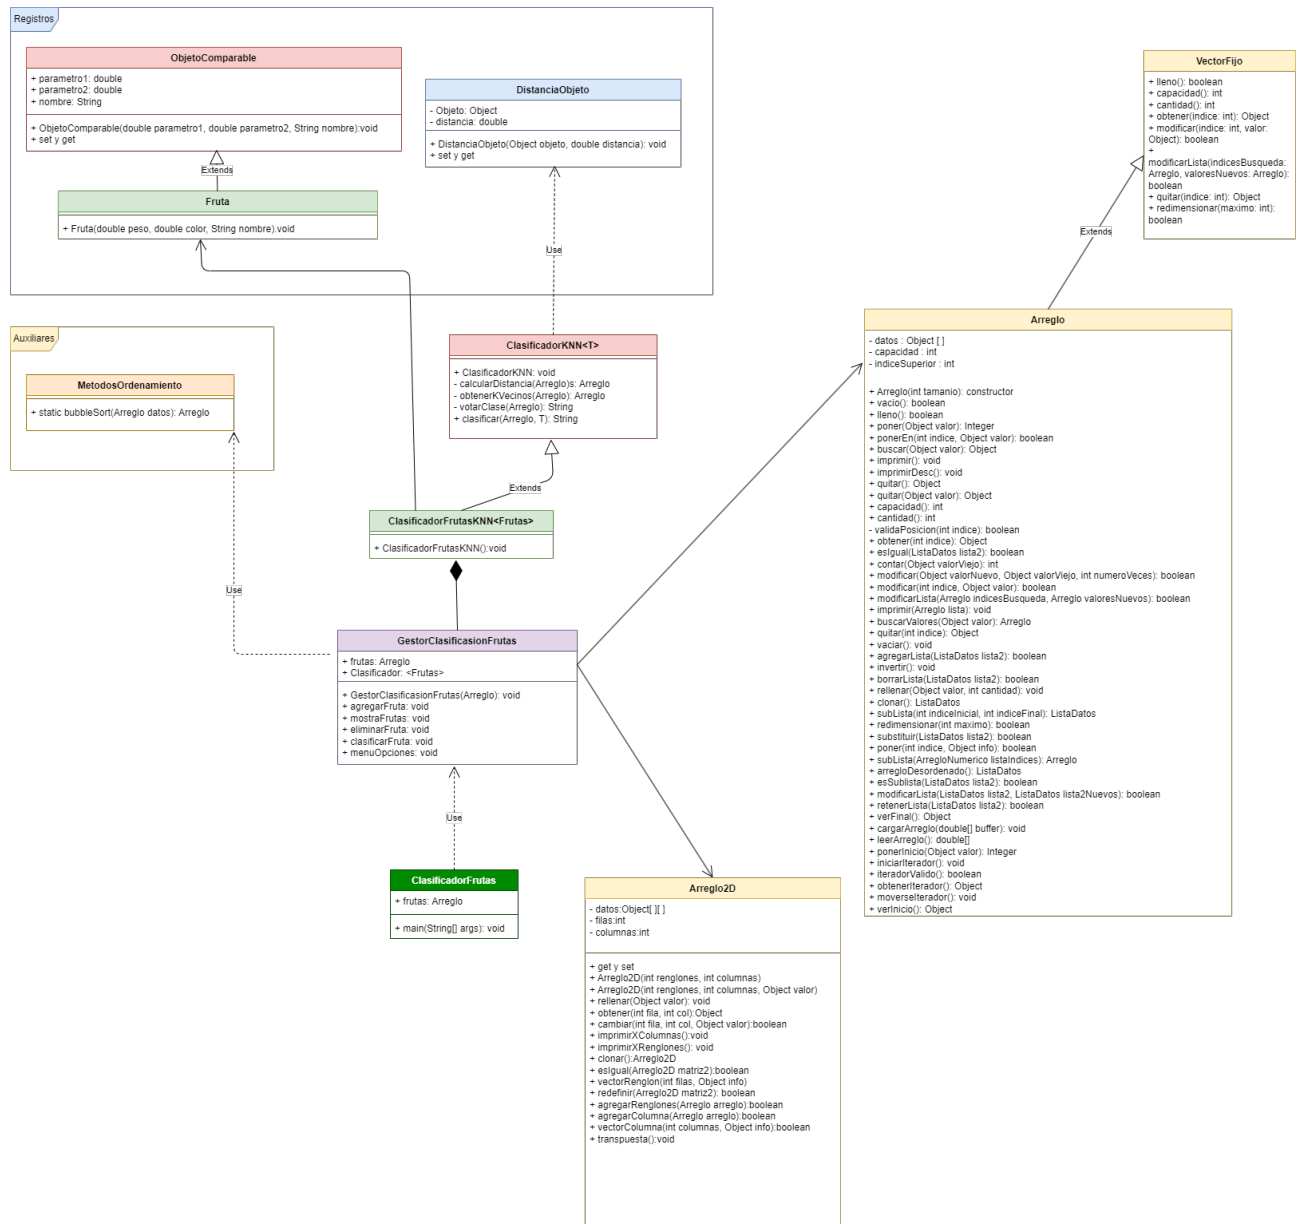 Registros
ObjetoComparable
+ parametro1: double
+ parametro2: double
+ nombre: String
+ ObjetoComparable(double parametro1, double parametro2, String nombre):void
+ set y get
Extends
Fruta
+ Fruta(double peso, double color, String nombre).void
DistanciaObjeto
- Objeto: Object
- distancia: double
+ DistanciaObjeto(Object objeto, double distancia): void
+ set y get
Use
Auxiliares
MetodosOrdenamiento
+ static bubbleSort(Arreglo datos): Arreglo
Use
ClasificadorKNN<T>
+ ClasificadorKNN: void
- calcularDistancia(Arreglo)s: Arreglo
- obtenerKVecinos(Arreglo): Arreglo
- votarClase(Arreglo): String
+ clasificar(Arreglo, T): String
Extends
ClasificadorFrutasKNN<Frutas>
+ ClasificadorFrutasKNN():void
GestorClasificasionFrutas
+ frutas: Arreglo
+ Clasificador: <Frutas>
+ GestorClasificasionFrutas(Arreglo): void
+ agregarFruta: void
+ mostraFrutas: void
+ eliminarFruta: void
+ clasificarFruta: void
+ menuOpciones: void
Use
ClasificadorFrutas
+ frutas: Arreglo
+ main(String[] args): void
VectorFijo
+ lleno(): boolean
+ capacidad(): int
+ cantidad(): int
+ obtener(indice: int): Object
+ modificar(indice: int, valor:
Object): boolean
+
modificarLista(indicesBusqueda:
Arreglo, valoresNuevos: Arreglo):
boolean
+ quitar(indice: int): Object
+ redimensionar(maximo: int):
boolean
Extends
Arreglo
- datos : Object [ ]
- capacidad : int
- indiceSuperior : int
+ Arreglo(int tamanio): constructor
+ vacio(): boolean
+ lleno(): boolean
+ poner(Object valor): Integer
+ ponerEn(int indice, Object valor): boolean
+ buscar(Object valor): Object
+ imprimir(): void
+ imprimirDesc(): void
+ quitar(): Object
+ quitar(Object valor): Object
+ capacidad(): int
+ cantidad(): int
- validaPosicion(int indice): boolean
+ obtener(int indice): Object
+ esIgual(ListaDatos lista2): boolean
+ contar(Object valorViejo): int
+ modificar(Object valorNuevo, Object valorViejo, int numeroVeces): boolean
+ modificar(int indice, Object valor): boolean
+ modificarLista(Arreglo indicesBusqueda, Arreglo valoresNuevos): boolean
+ imprimir(Arreglo lista): void
+ buscarValores(Object valor): Arreglo
+ quitar(int indice): Object
+ vaciar(): void
+ agregarLista(ListaDatos lista2): boolean
+ invertir(): void
+ borrarLista(ListaDatos lista2): boolean
+ rellenar(Object valor, int cantidad): void
+ clonar(): ListaDatos
+ subLista(int indiceInicial, int indiceFinal): ListaDatos
+ redimensionar(int maximo): boolean
+ substituir(ListaDatos lista2): boolean
+ poner(int indice, Object info): boolean
+ subLista(ArregloNumerico listaIndices): Arreglo
+ arregloDesordenado(): ListaDatos
+ esSublista(ListaDatos lista2): boolean
+ modificarLista(ListaDatos lista2, ListaDatos lista2Nuevos): boolean
+ retenerLista(ListaDatos lista2): boolean
+ verFinal(): Object
+ cargarArreglo(double[] buffer): void
+ leerArreglo(): double[]
+ ponerInicio(Object valor): Integer
+ iniciarIterador(): void
+ iteradorValido(): boolean
+ obtenerIterador(): Object
+ moverseIterador(): void
+ verInicio(): Object
Arreglo2D
- datos:Object[ ][ ]
- filas:int
- columnas:int
+ get y set
+ Arreglo2D(int renglones, int columnas)
+ Arreglo2D(int renglones, int columnas, Object valor)
+ rellenar(Object valor): void
+ obtener(int fila, int col):Object
+ cambiar(int fila, int col, Object valor):boolean
+ imprimirXColumnas():void
+ imprimirXRenglones(): void
+ clonar():Arreglo2D
+ esIgual(Arreglo2D matriz2):boolean
+ vectorRenglon(int filas, Object info)
+ redefinir(Arreglo2D matriz2): boolean
+ agregarRenglones(Arreglo arreglo):boolean
+ agregarColumna(Arreglo arreglo):boolean
+ vectorColumna(int columnas, Object info):boolean
+ transpuesta():void